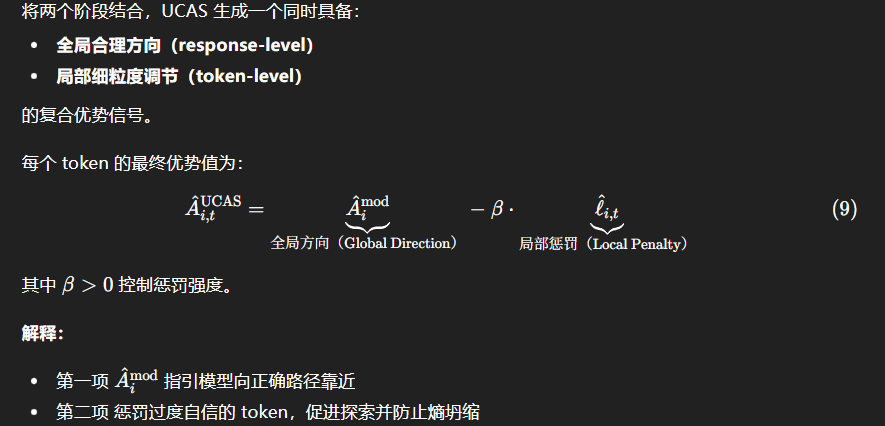 将两个阶段结合，UCAS 生成一个同时具备：
• 全局合理方向（response-level）
• 局部细粒度调节（token-level）
的复合优势信号。
每个 token 的最终优势值为：
$\hat{A}_{i,t}^{\text{UCAS}} = \underbrace{\hat{A}_i^{\text{mod}}}_{\text{全局方向（Global Direction）}} - \beta \cdot \underbrace{\hat{\ell}_{i,t}}_{\text{局部惩罚（Local Penalty）}} \quad (9)$
其中 $\beta > 0$ 控制惩罚强度。
解释：
• 第一项 $\hat{A}_i^{\text{mod}}$ 指引模型向正确路径靠近
• 第二项 惩罚过度自信的 token，促进探索并防止熵坍缩